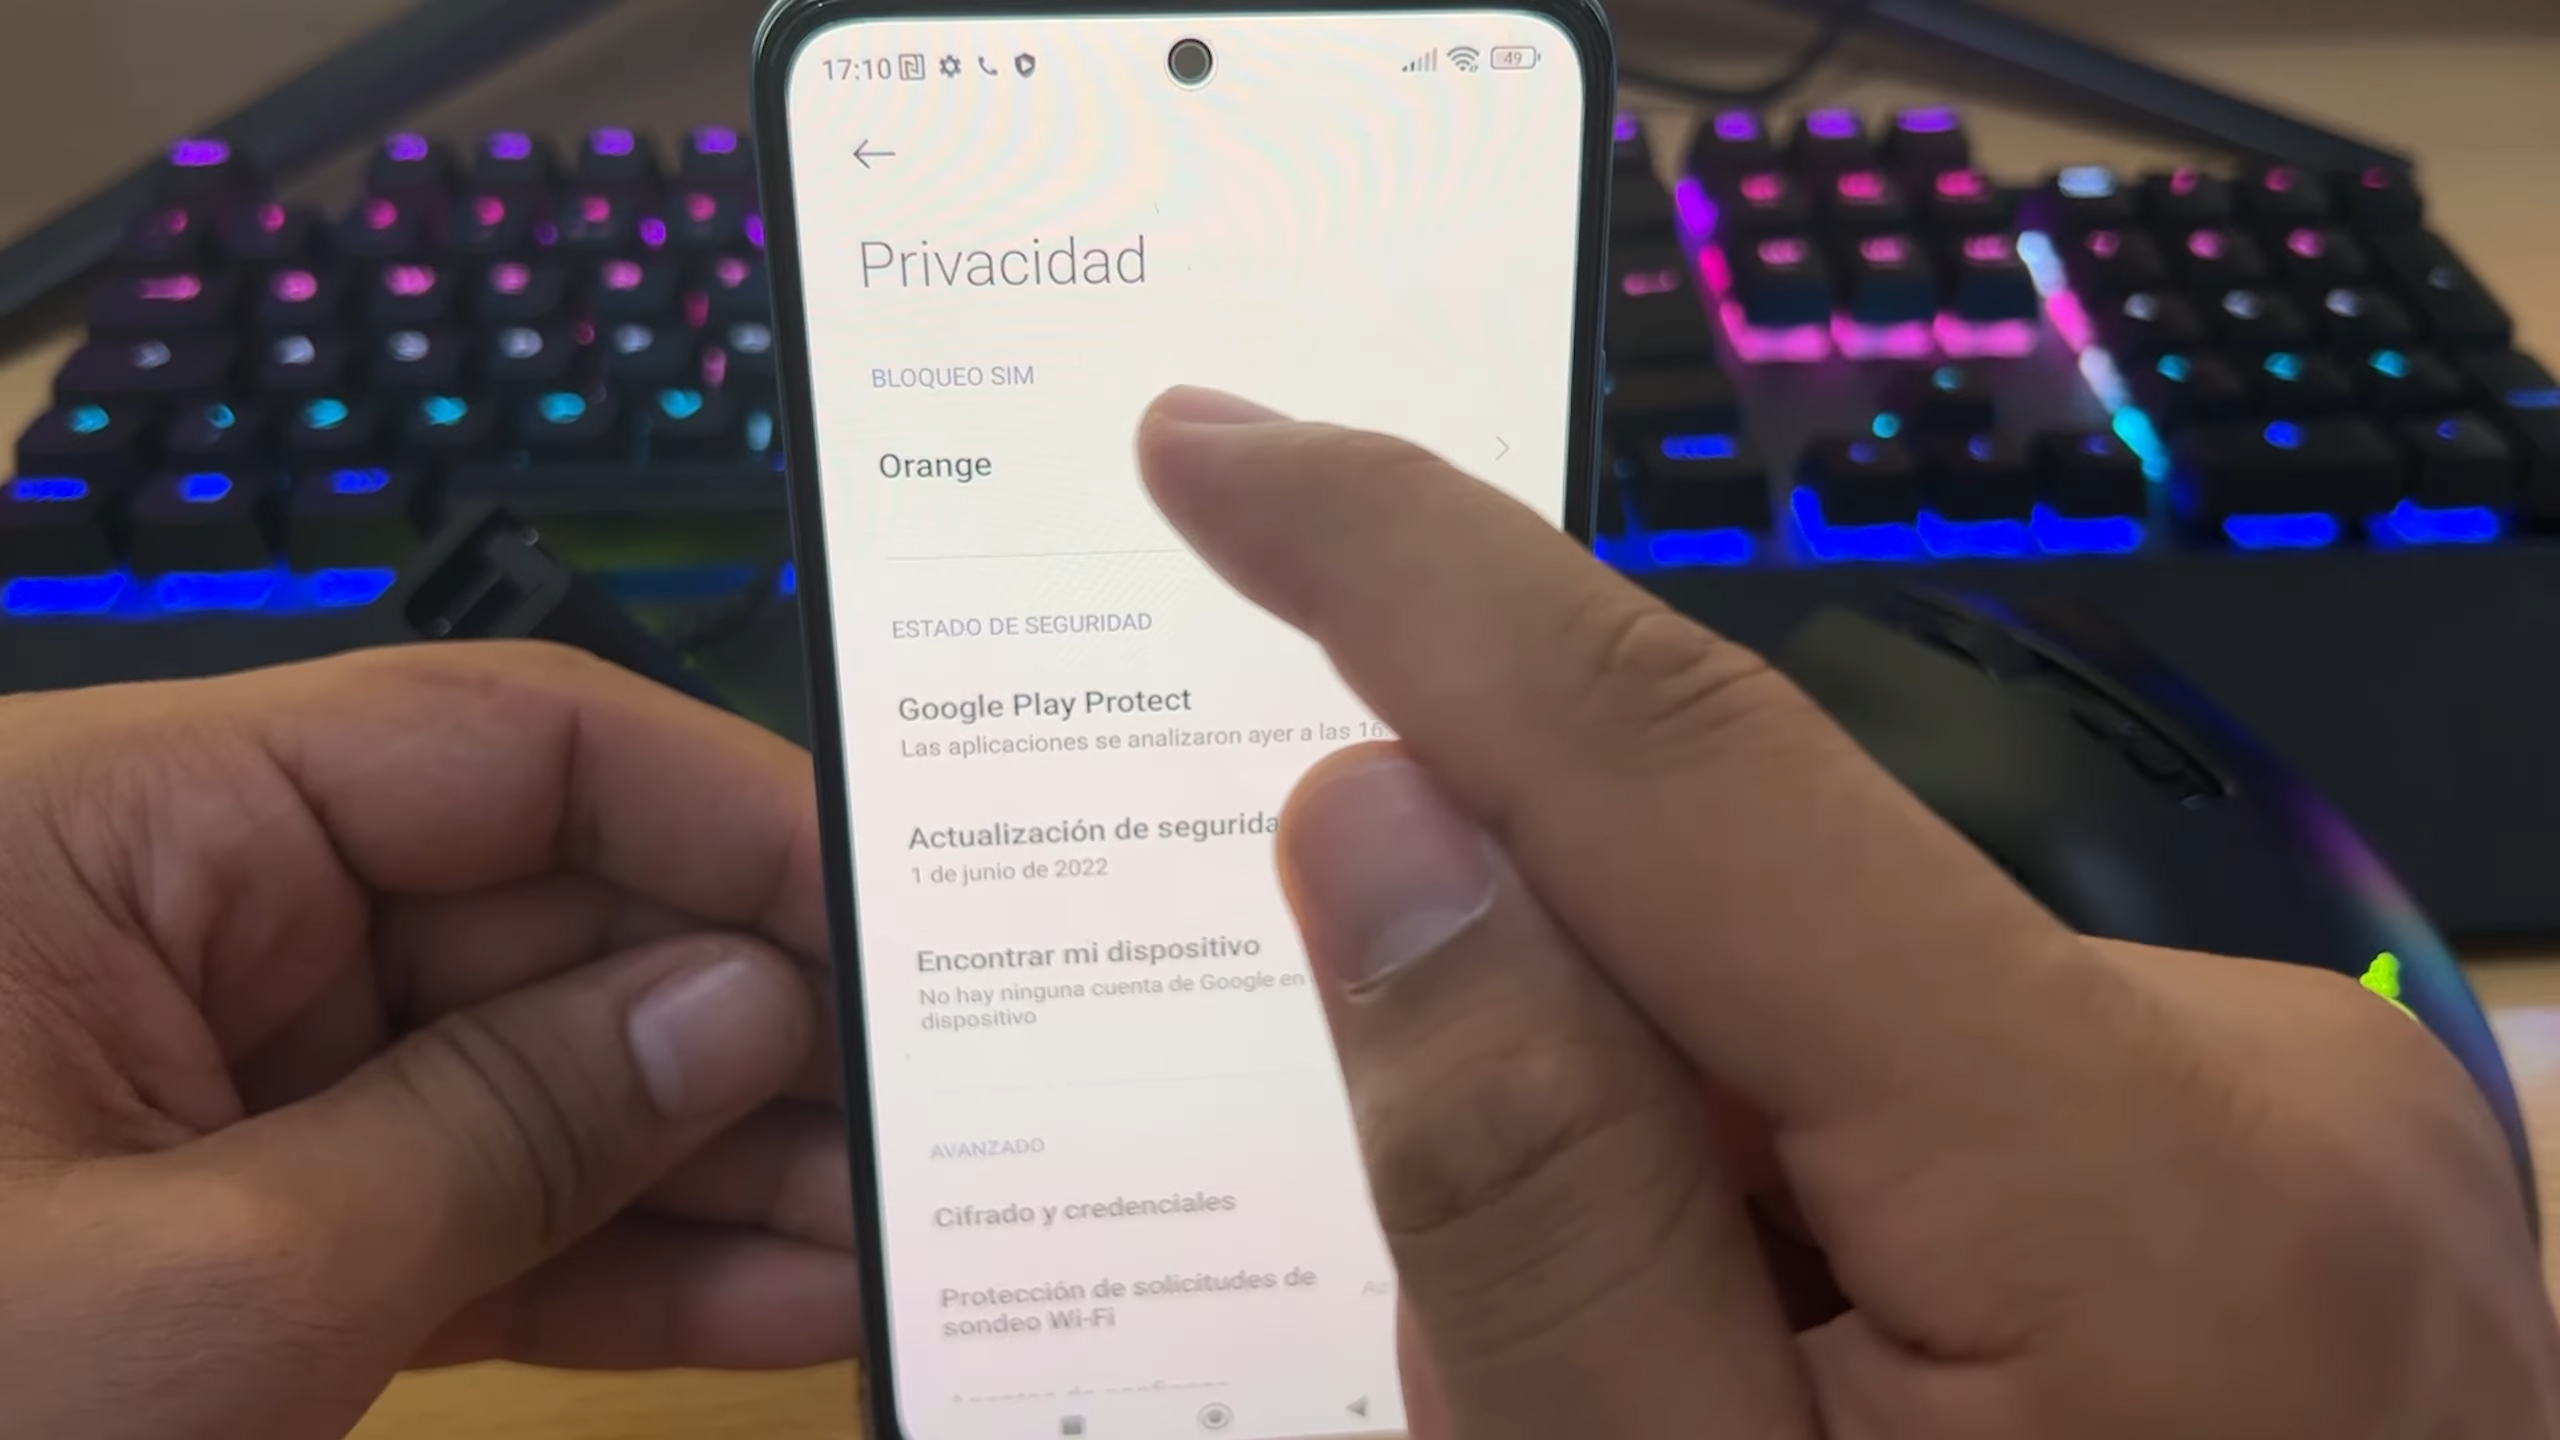 17:10
49
Privacidad
BLOQUEO SIM
Orange
ESTADO DE SEGURIDAD
Google Play Protect
Las aplicaciones se analizaron ayer a las 16:
Actualización de segurida
1 de junio de 2022
Encontrar mi dispositivo
No hay ninguna cuenta de Google en
dispositivo
AVANZADO
Cifrado y credenciales
Protección de solicitudes de
sondeo Wi-Fi